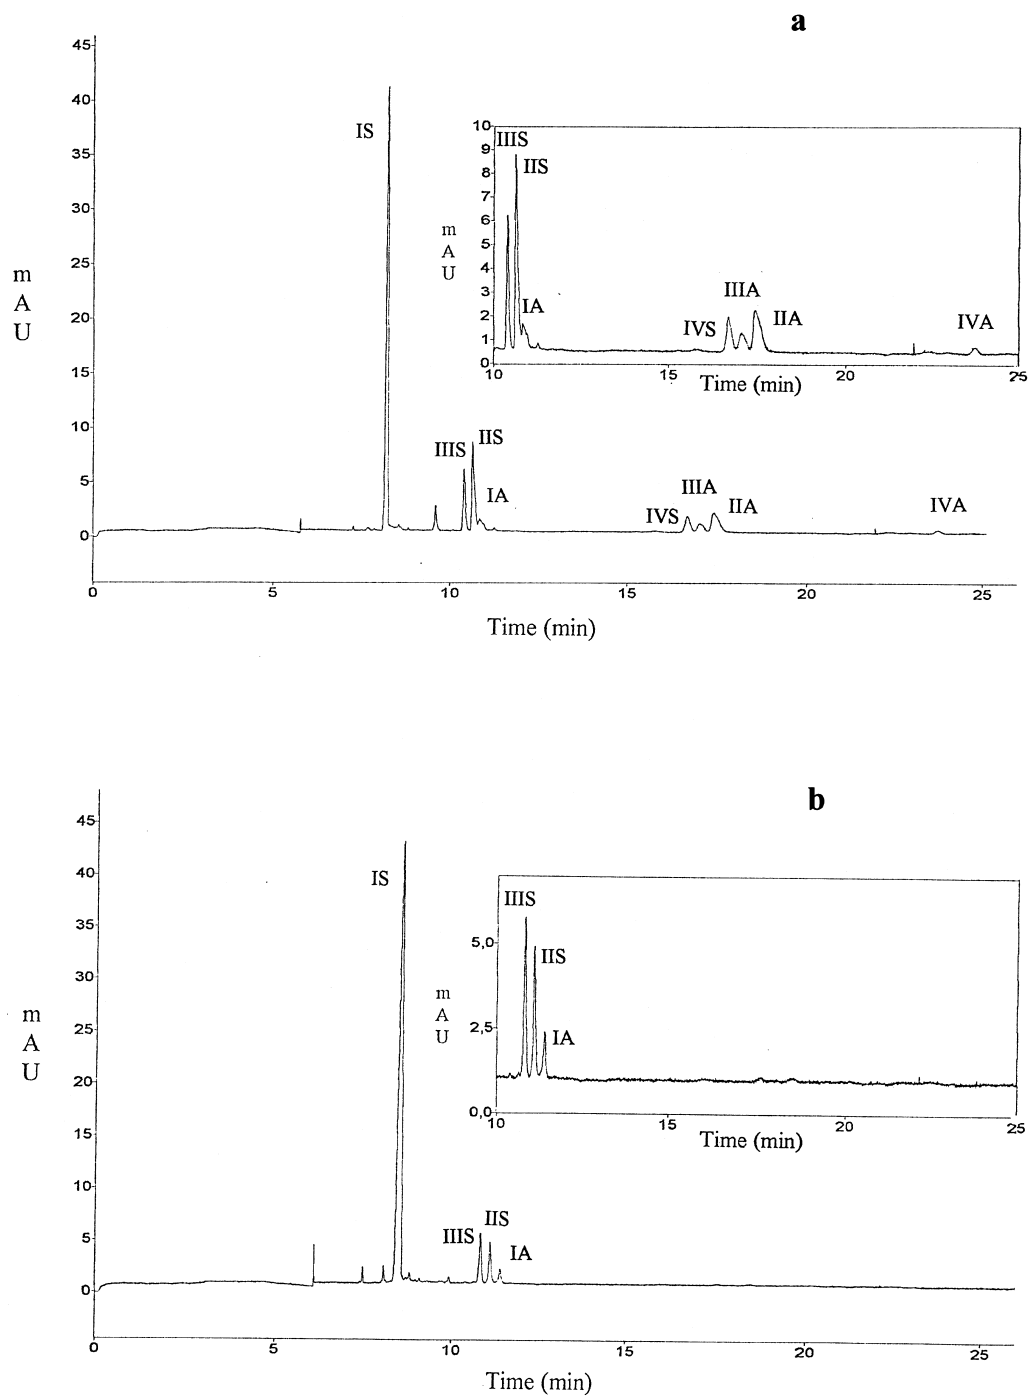 a
45
40
35
30
25
20
15
10
5
0
m
A
U
IS
IIIS
IIS
IA
IVS
IIIA
IIA
IVA
0 5 10 15 20 25
Time (min)
10
9
8
7
6
5
4
3
2
1
0
m
A
U
IIIS
IIS
IA
IVS
IIIA
IIA
IVA
10 15 20 25
Time (min)
b
45
40
35
30
25
20
15
10
5
0
m
A
U
IS
IIIS
IIS
IA
0 5 10 15 20 25
Time (min)
5,0
2,5
0,0
m
A
U
IIIS
IIS
IA
10 15 20 25
Time (min)